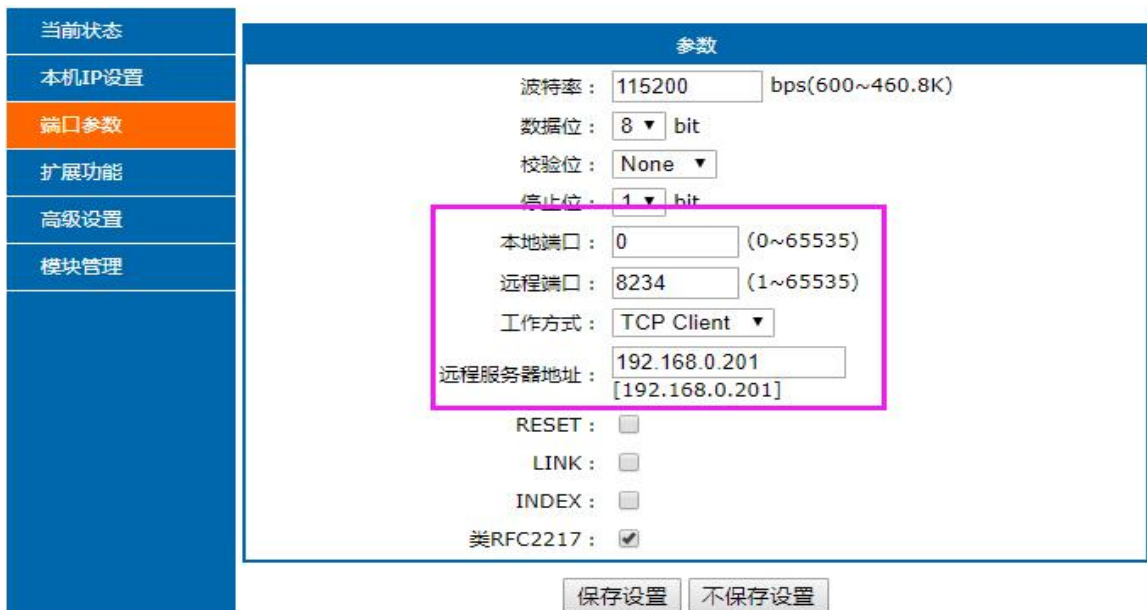 当前状态
本机IP设置
端口参数
扩展功能
高级设置
模块管理
参数
波特率： 115200 bps(600~460.8K)
数据位： 8 bit
校验位： None
停止位： 1 bit
本地端口： 0 (0~65535)
远程端口： 8234 (1~65535)
工作方式： TCP Client
远程服务器地址： 192.168.0.201
[192.168.0.201]
RESET：
LINK：
INDEX：
类RFC2217：
保存设置 不保存设置